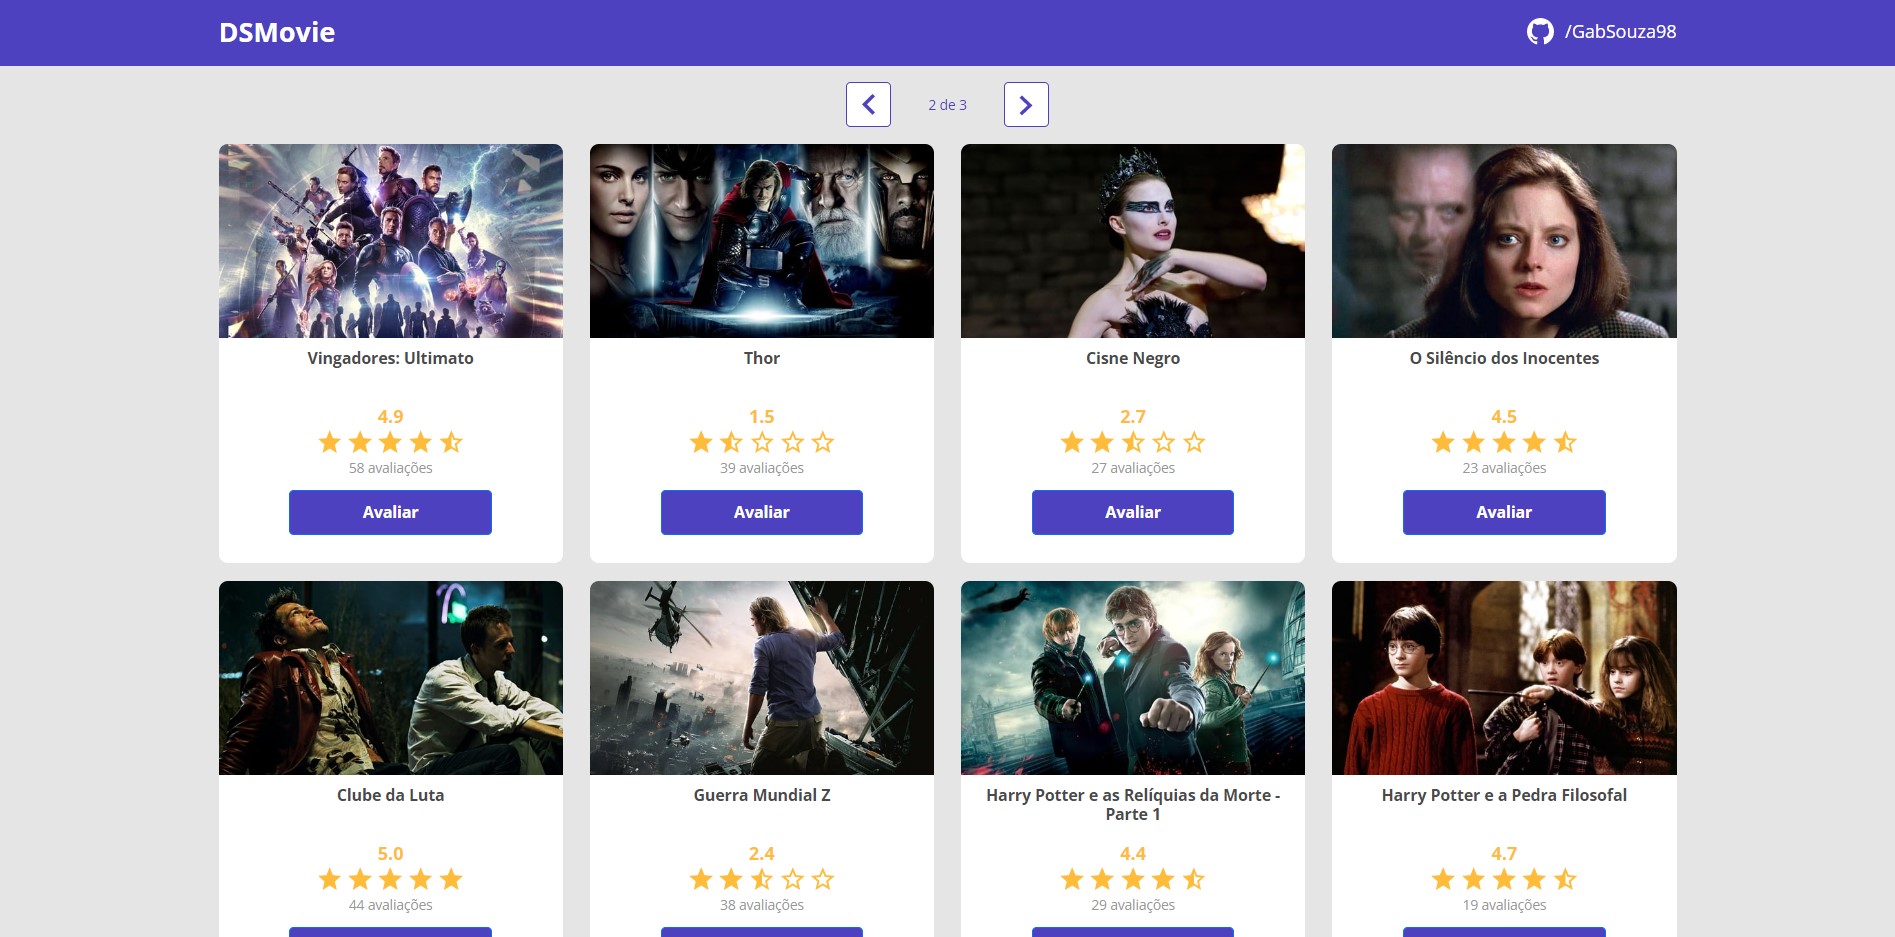 DSMovie
/GabSouza98
2 de 3
Vingadores: Ultimato
4.9
58 avaliações
Avaliar
Thor
1.5
39 avaliações
Avaliar
Cisne Negro
2.7
27 avaliações
Avaliar
O Silêncio dos Inocentes
4.5
23 avaliações
Avaliar
Clube da Luta
5.0
44 avaliações
Guerra Mundial Z
2.4
38 avaliações
Harry Potter e as Relíquias da Morte -
Parte 1
4.4
29 avaliações
Harry Potter e a Pedra Filosofal
4.7
19 avaliações